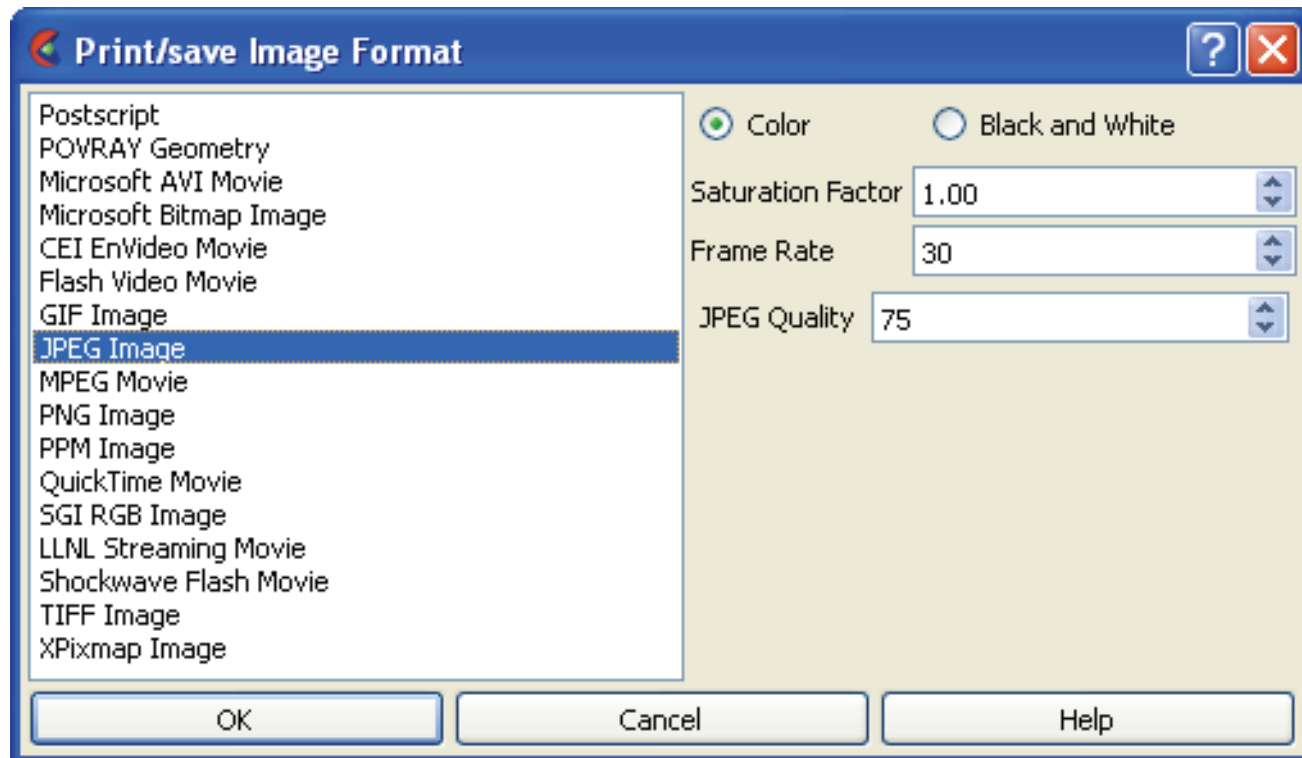 Print/save Image Format
Postscript
POVRAY Geometry
Microsoft AVI Movie
Microsoft Bitmap Image
CEI EnVideo Movie
Flash Video Movie
GIF Image
JPEG Image
MPEG Movie
PNG Image
PPM Image
QuickTime Movie
SGI RGB Image
LLNL Streaming Movie
Shockwave Flash Movie
TIFF Image
XPixmap Image
Color Black and White
Saturation Factor 1.00
Frame Rate 30
JPEG Quality 75
OK Cancel Help